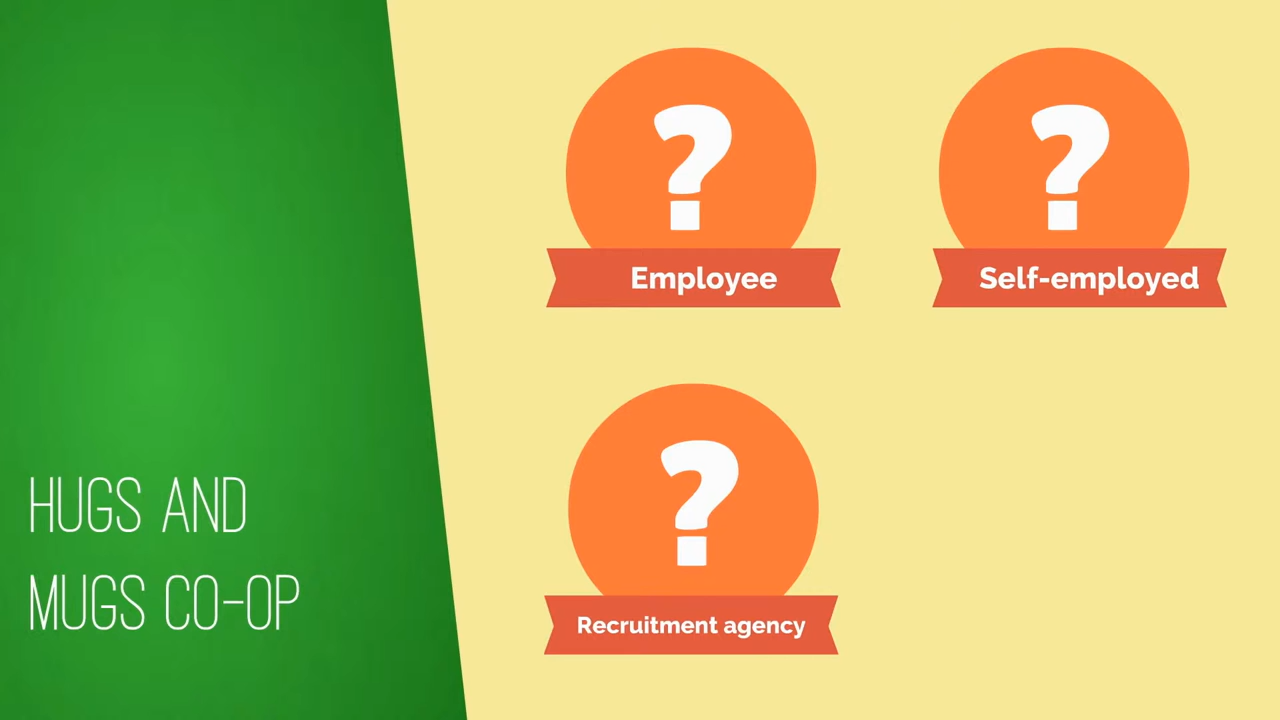 HUGS AND
MUGS CO-OP
?
Employee
?
Self-employed
?
Recruitment agency